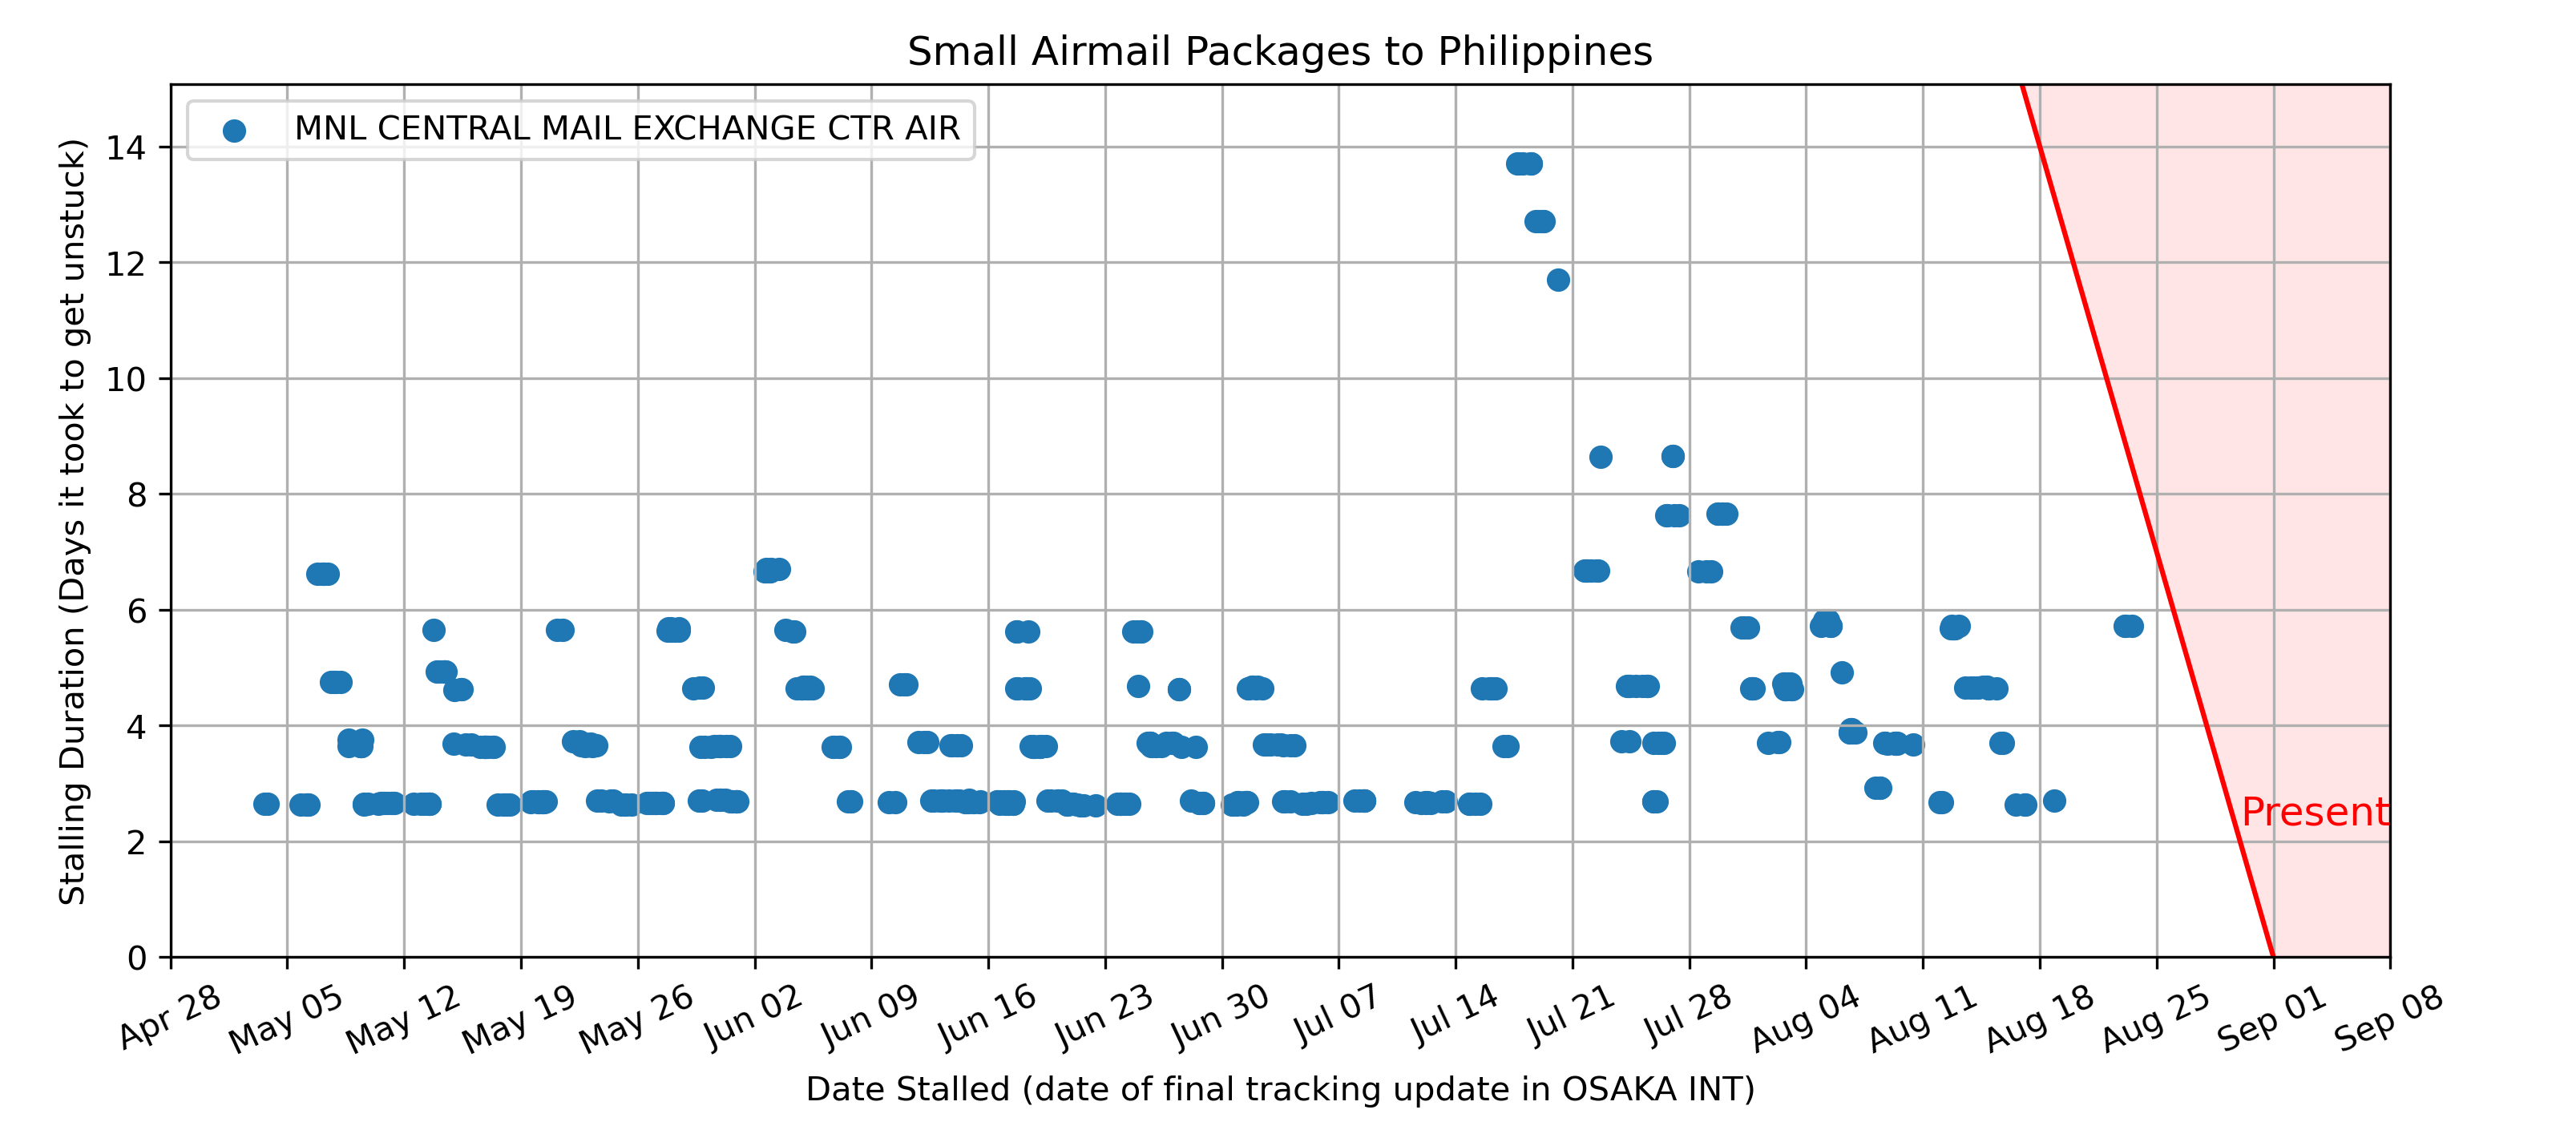 Small Airmail Packages to Philippines
MNL CENTRAL MAIL EXCHANGE CTR AIR
Stalling Duration (Days it took to get unstuck)
14
12
10
8
6
4
2
0
Present
Apr 28
May 05
May 12
May 19
May 26
Jun 02
Jun 09
Jun 16
Jun 23
Jun 30
Jul 07
Jul 14
Jul 21
Jul 28
Aug 04
Aug 11
Aug 18
Aug 25
Sep 01
Sep 08
Date Stalled (date of final tracking update in OSAKA INT)